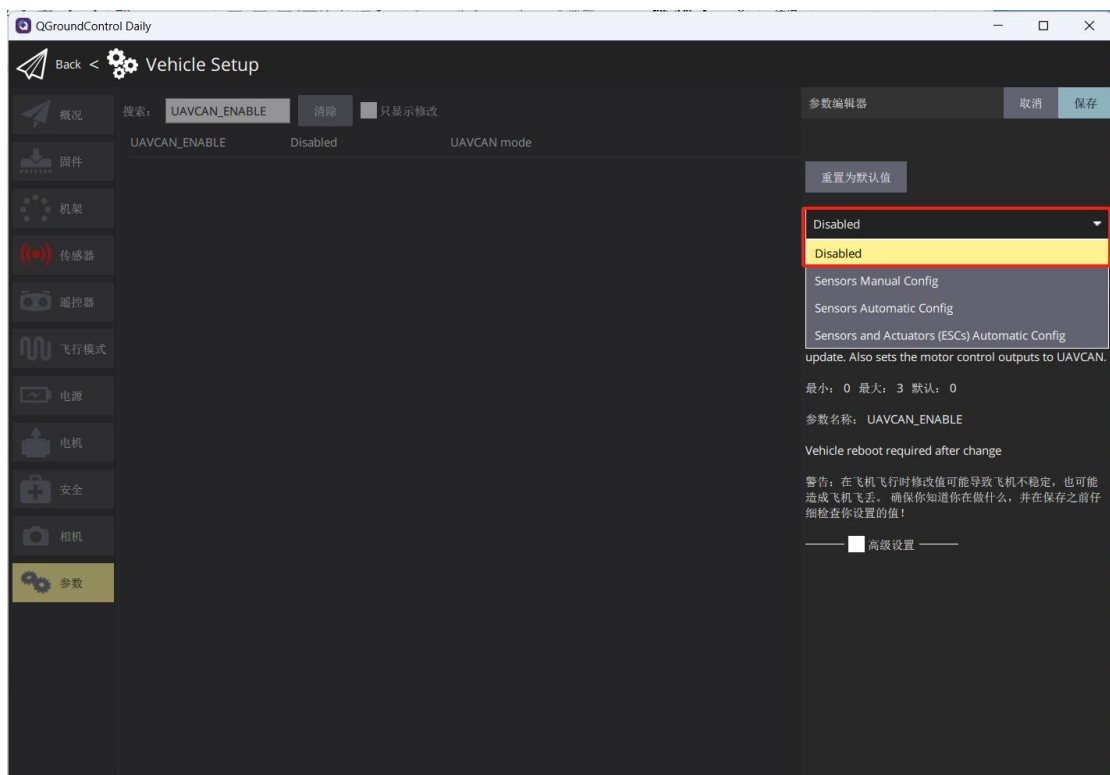 QGroundControl Daily
Back < Vehicle Setup
概况
固件
机架
传感器
遥控器
飞行模式
电源
电机
安全
相机
参数
搜索: UAVCAN_ENABLE 清除 只显示修改
UAVCAN_ENABLE Disabled UAVCAN mode
参数编辑器 取消 保存
重置为默认值
Disabled
Disabled
Sensors Manual Config
Sensors Automatic Config
Sensors and Actuators (ESCs) Automatic Config
update. Also sets the motor control outputs to UAVCAN.
最小: 0 最大: 3 默认: 0
参数名称: UAVCAN_ENABLE
Vehicle reboot required after change
警告: 在飞机飞行时修改值可能导致飞机不稳定, 也可能
造成飞机飞丢。 确保你知道你在做什么, 并在保存之前仔
细检查你设置的值!
高级设置